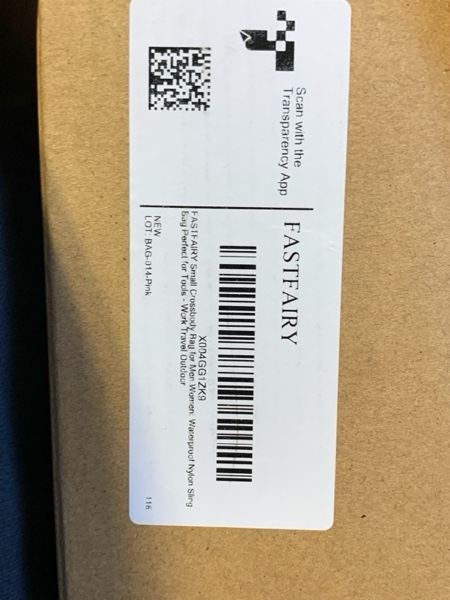 Scan with the
Transparency App
FASTFAIRY
X004GG1ZK9
FASTFAIRY Small Crossbody Bag for Men Women: Waterproof Nylon Sling
Bag Perfect for Tools - Work Travel Outdoor
NEW
LOT: BAG-014-Pink
116